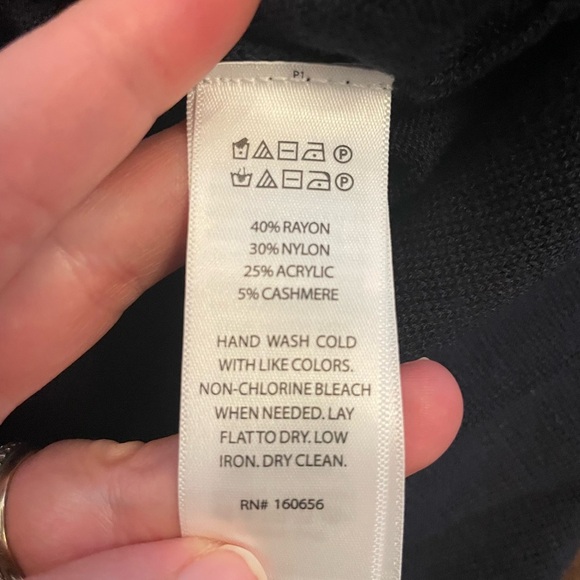 P1
P
P
40% RAYON
30% NYLON
25% ACRYLIC
5% CASHMERE
HAND WASH COLD
WITH LIKE COLORS.
NON-CHLORINE BLEACH
WHEN NEEDED. LAY
FLAT TO DRY. LOW
IRON. DRY CLEAN.
RN# 160656